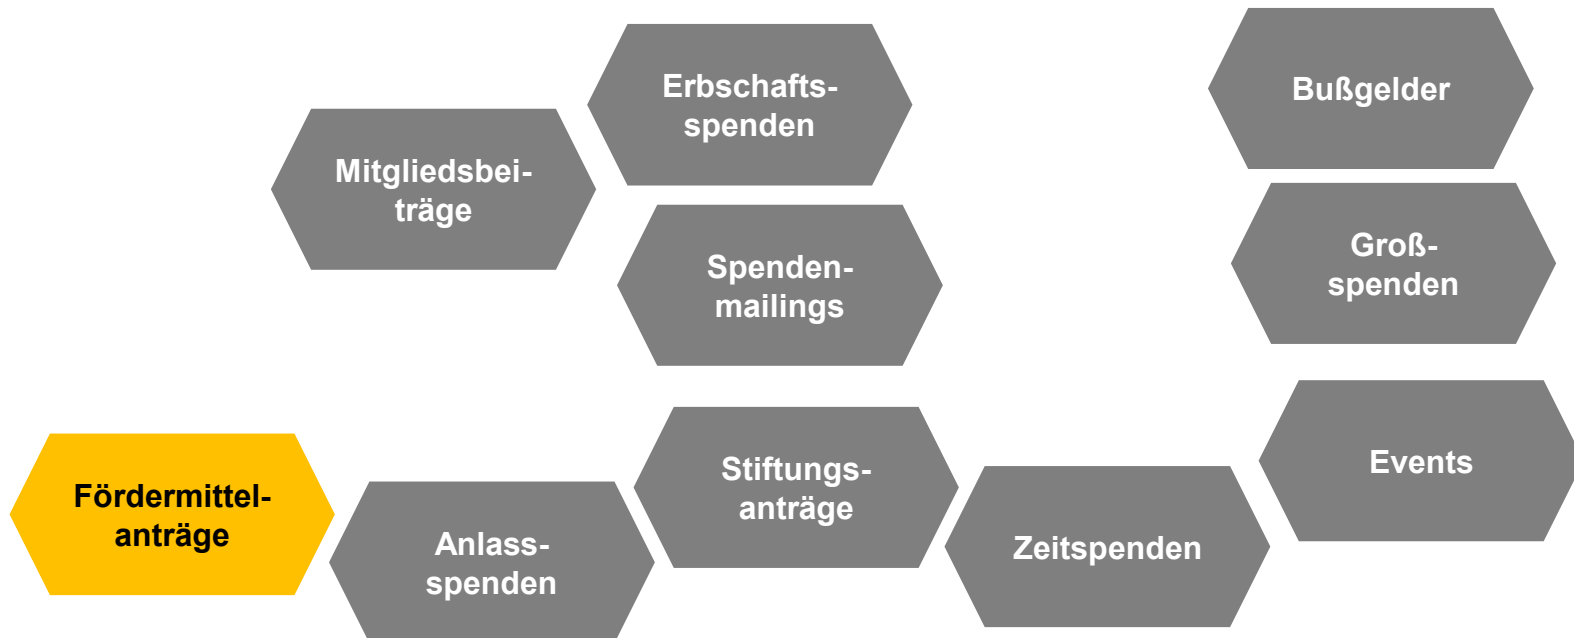 Erbschafts-
spenden
Bußgelder
Mitgliedsbei-
träge
Spenden-
mailings
Groß-
spenden
Fördermittel-
anträge
Anlass-
spenden
Stiftungs-
anträge
Zeitspenden
Events